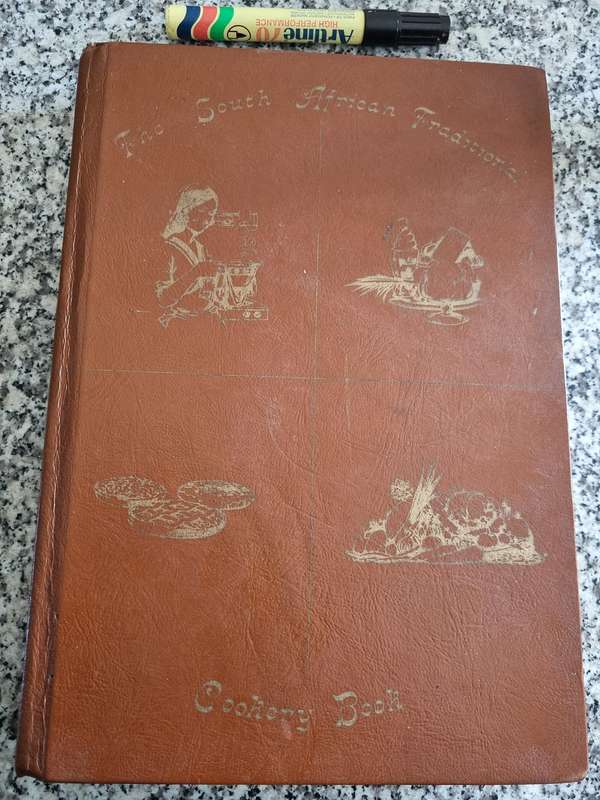 Artline 70
HIGH PERFORMANCE
The South African Traditional
Cookery Book